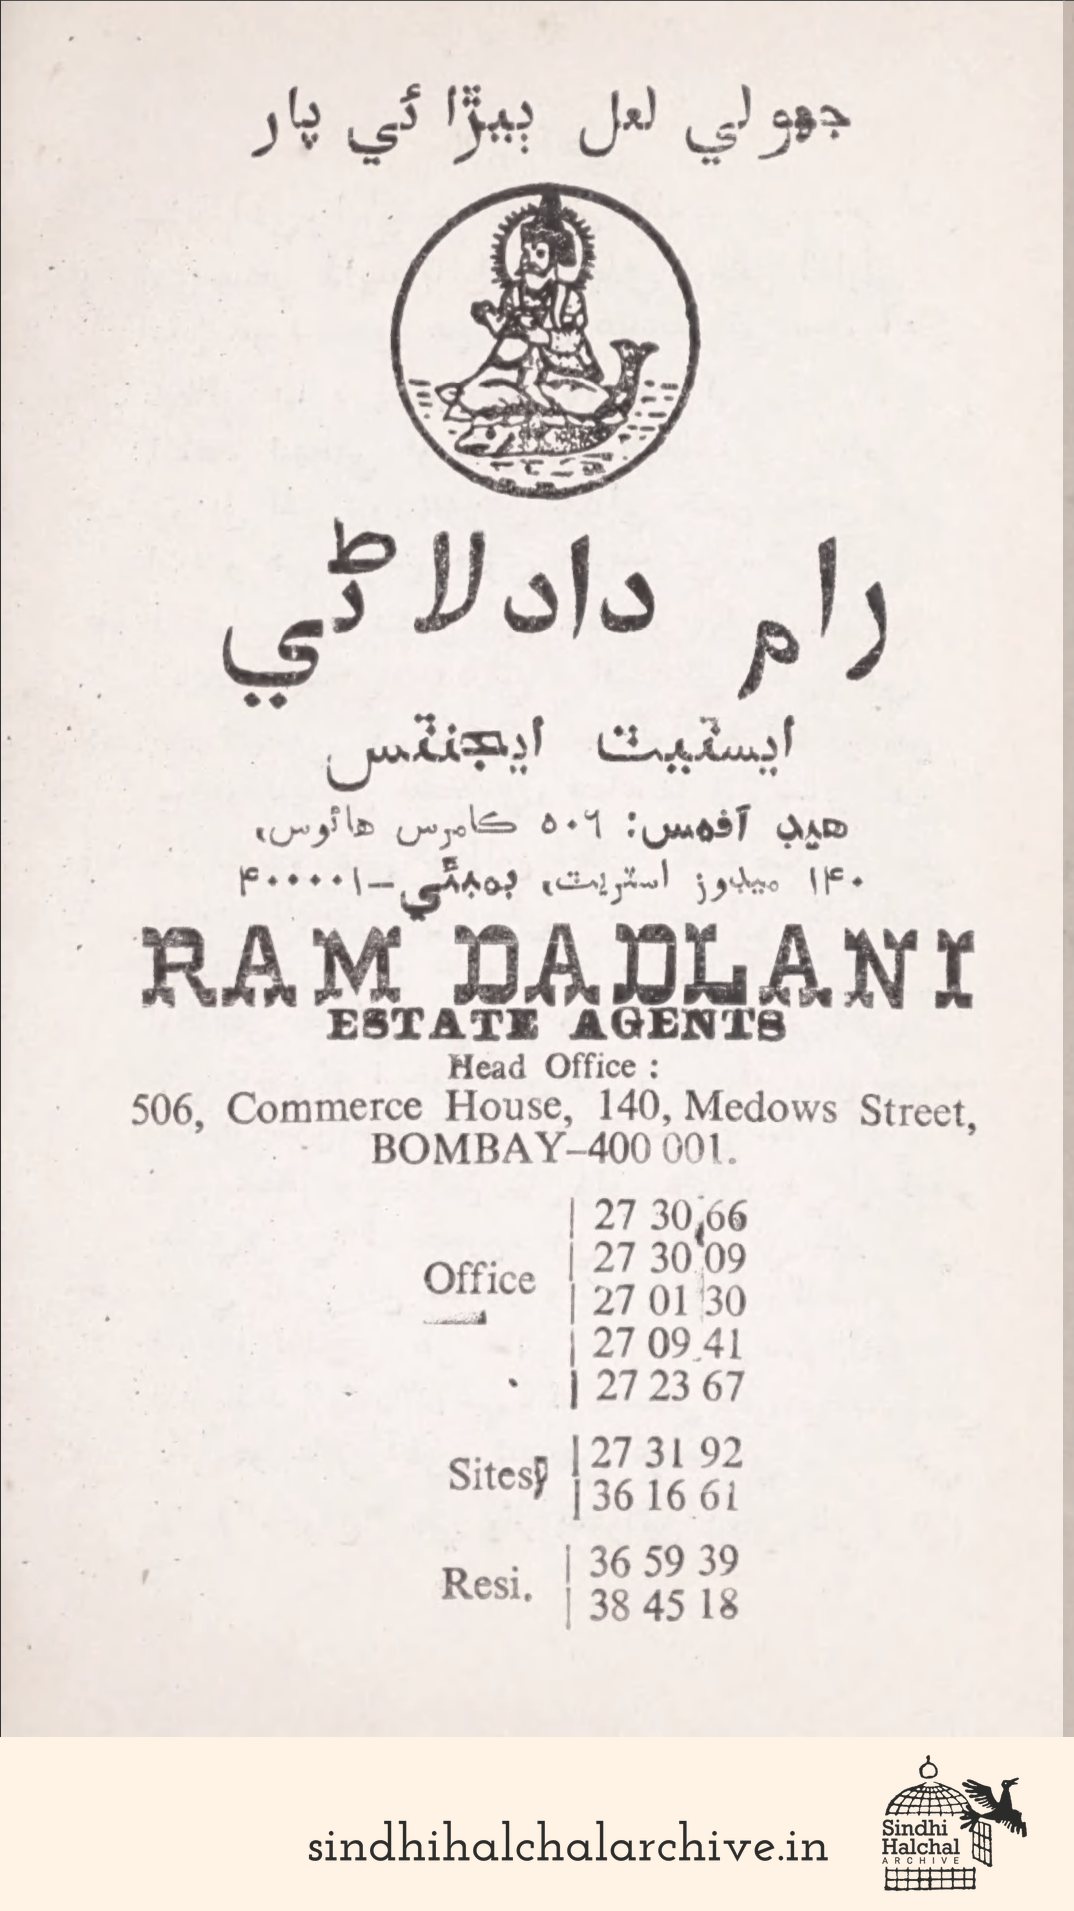 جھولي لعل ٻيڙا ئي پار
رام دادلاڻي
ايسٽيٽ ايجنٽس
هيڊ آفيس: ٥٠٦ ڪامرس هائوس،
۱۴۰ ميڊوز اسٽريٽ، بمبئي–۴۰۰۰۰۱
RAM DADLANI
ESTATE AGENTS
Head Office :
506, Commerce House, 140, Medows Street,
BOMBAY–400 001.
Office
27 30 66
27 30 09
27 01 30
27 09 41
27 23 67
Sites
27 31 92
36 16 61
Resi.
36 59 39
38 45 18
sindhihalchalarchive.in
Sindhi
Halchal
ARCHIVE